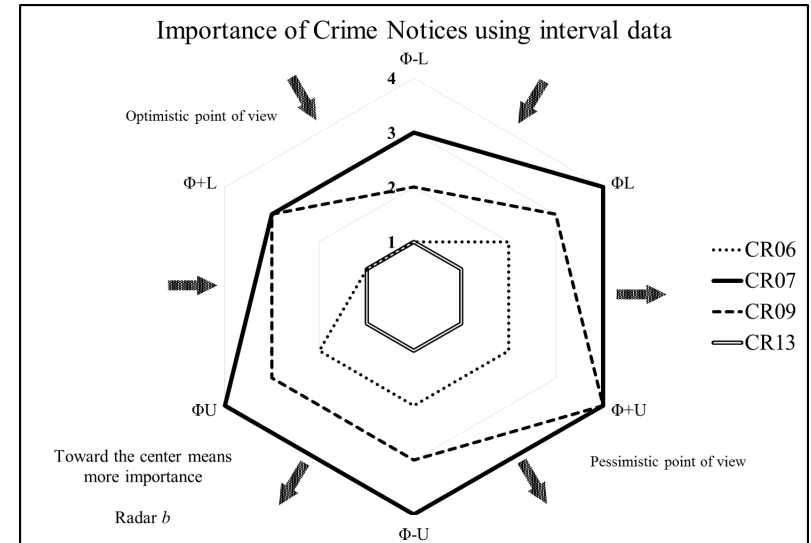 Importance of Crime Notices using interval data
Φ-L
4
Optimistic point of view
3
Φ+L
ΦL
2
1
CR06
CR07
CR09
CR13
ΦU
Φ+U
Toward the center means
more importance
Pessimistic point of view
Radar b
Φ-U